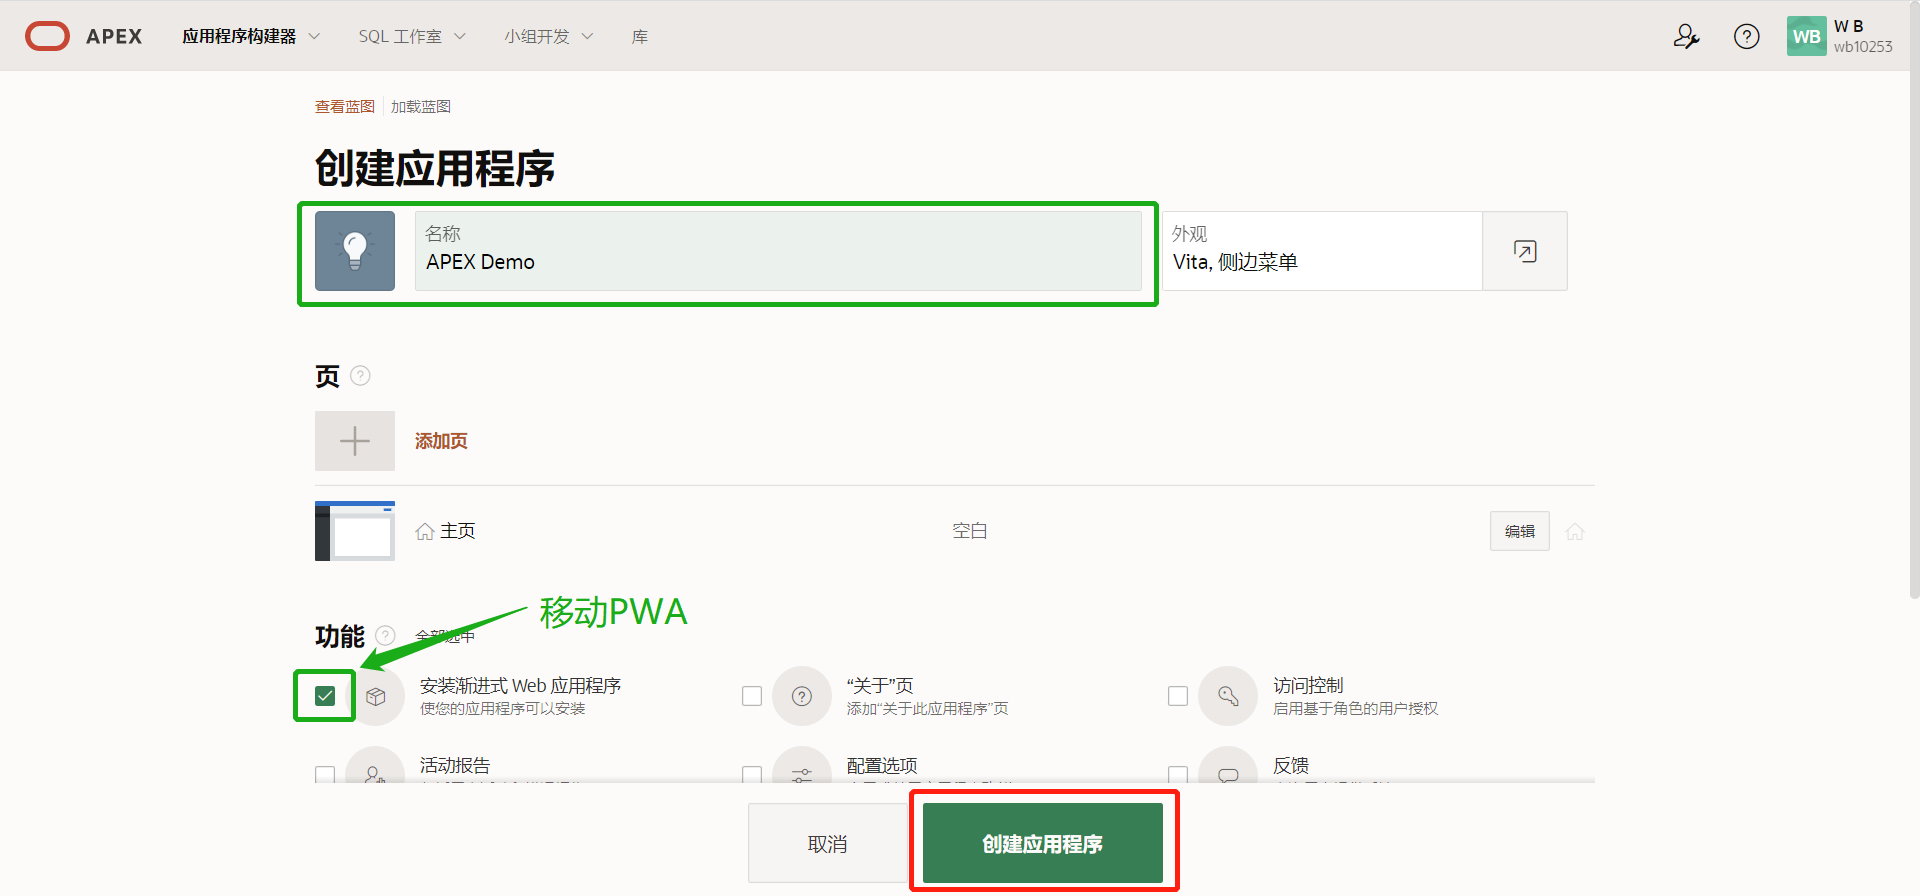 APEX 应用程序构建器 SQL 工作室 小组开发 库 WB W B
wb10253
查看蓝图 加载蓝图
创建应用程序
名称 外观
APEX Demo Vita, 侧边菜单
页
添加页
主页 空白 编辑
移动PWA
功能 全部选中
安装渐进式 Web 应用程序 “关于”页 访问控制
使您的应用程序可以安装 添加“关于此应用程序”页 启用基于角色的用户授权
活动报告 配置选项 反馈
取消 创建应用程序